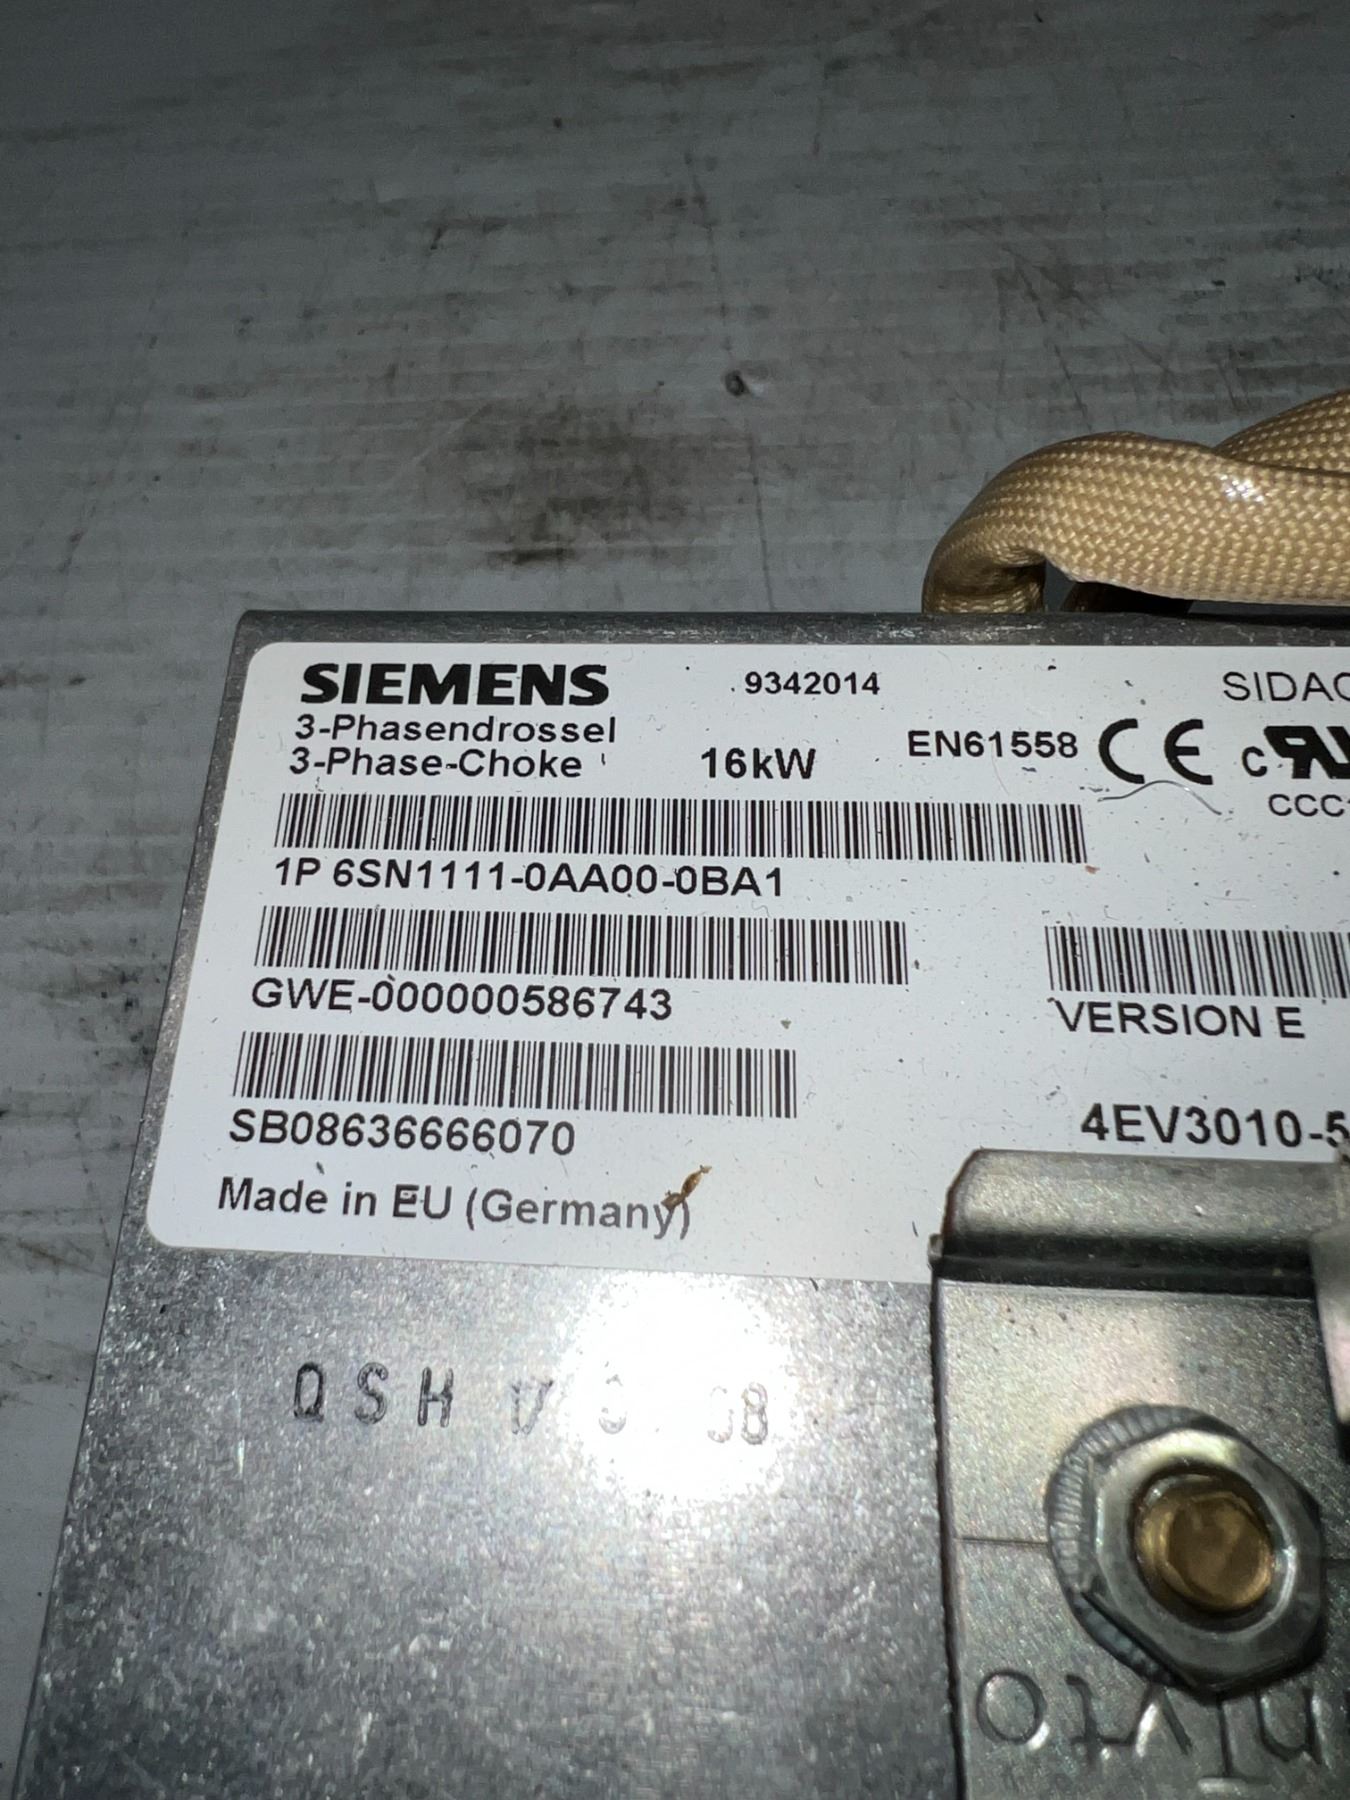 SIEMENS 9342014 SIDAC
3-Phasendrossel
3-Phase-Choke 16kW EN61558 CE
1P 6SN1111-0AA00-0BA1
GWE-000000586743 VERSION E
SB08636666070 4EV3010-5
Made in EU (Germany)
QSH